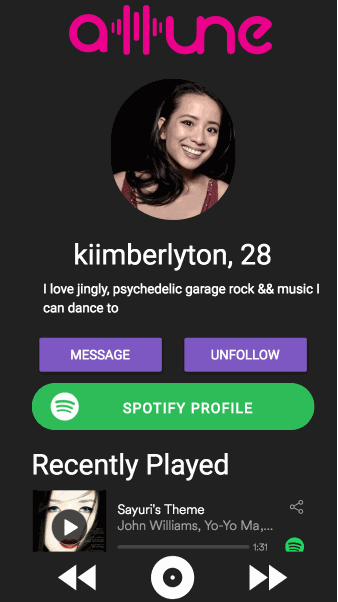 attune
kiimberlyton, 28
I love jingly, psychedelic garage rock && music I
can dance to
MESSAGE
UNFOLLOW
SPOTIFY PROFILE
Recently Played
Sayuri's Theme
John Williams, Yo-Yo Ma,...
1:31